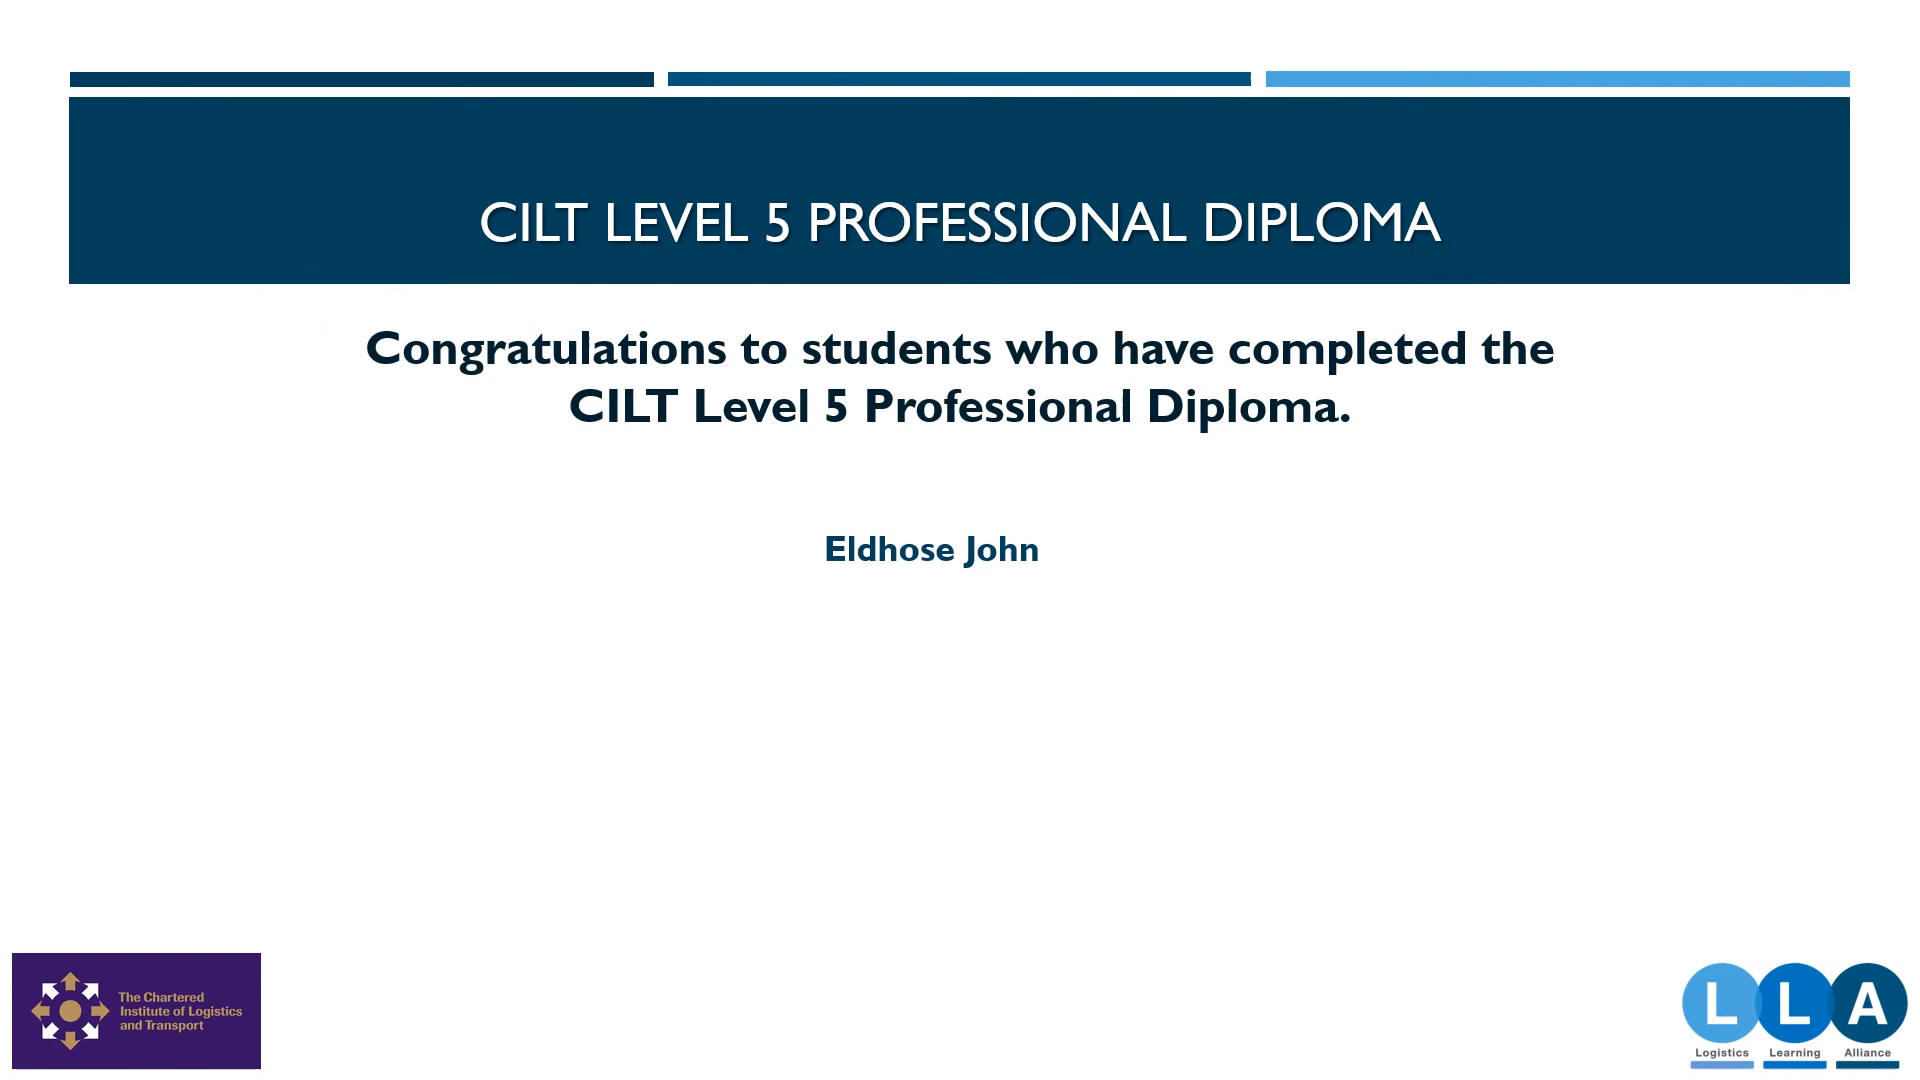 CILT LEVEL 5 PROFESSIONAL DIPLOMA
Congratulations to students who have completed the
CILT Level 5 Professional Diploma.
Eldhose John
The Chartered
Institute of Logistics
and Transport
L L A
Logistics Learning Alliance